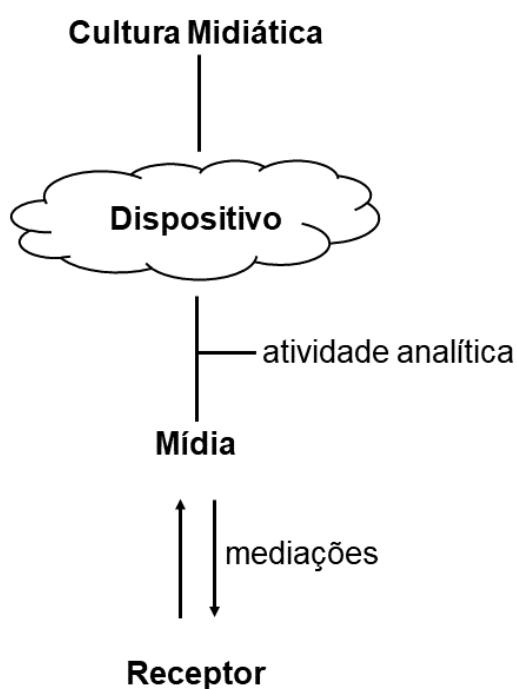 Cultura Midiática
Dispositivo
atividade analítica
Mídia
mediações
Receptor